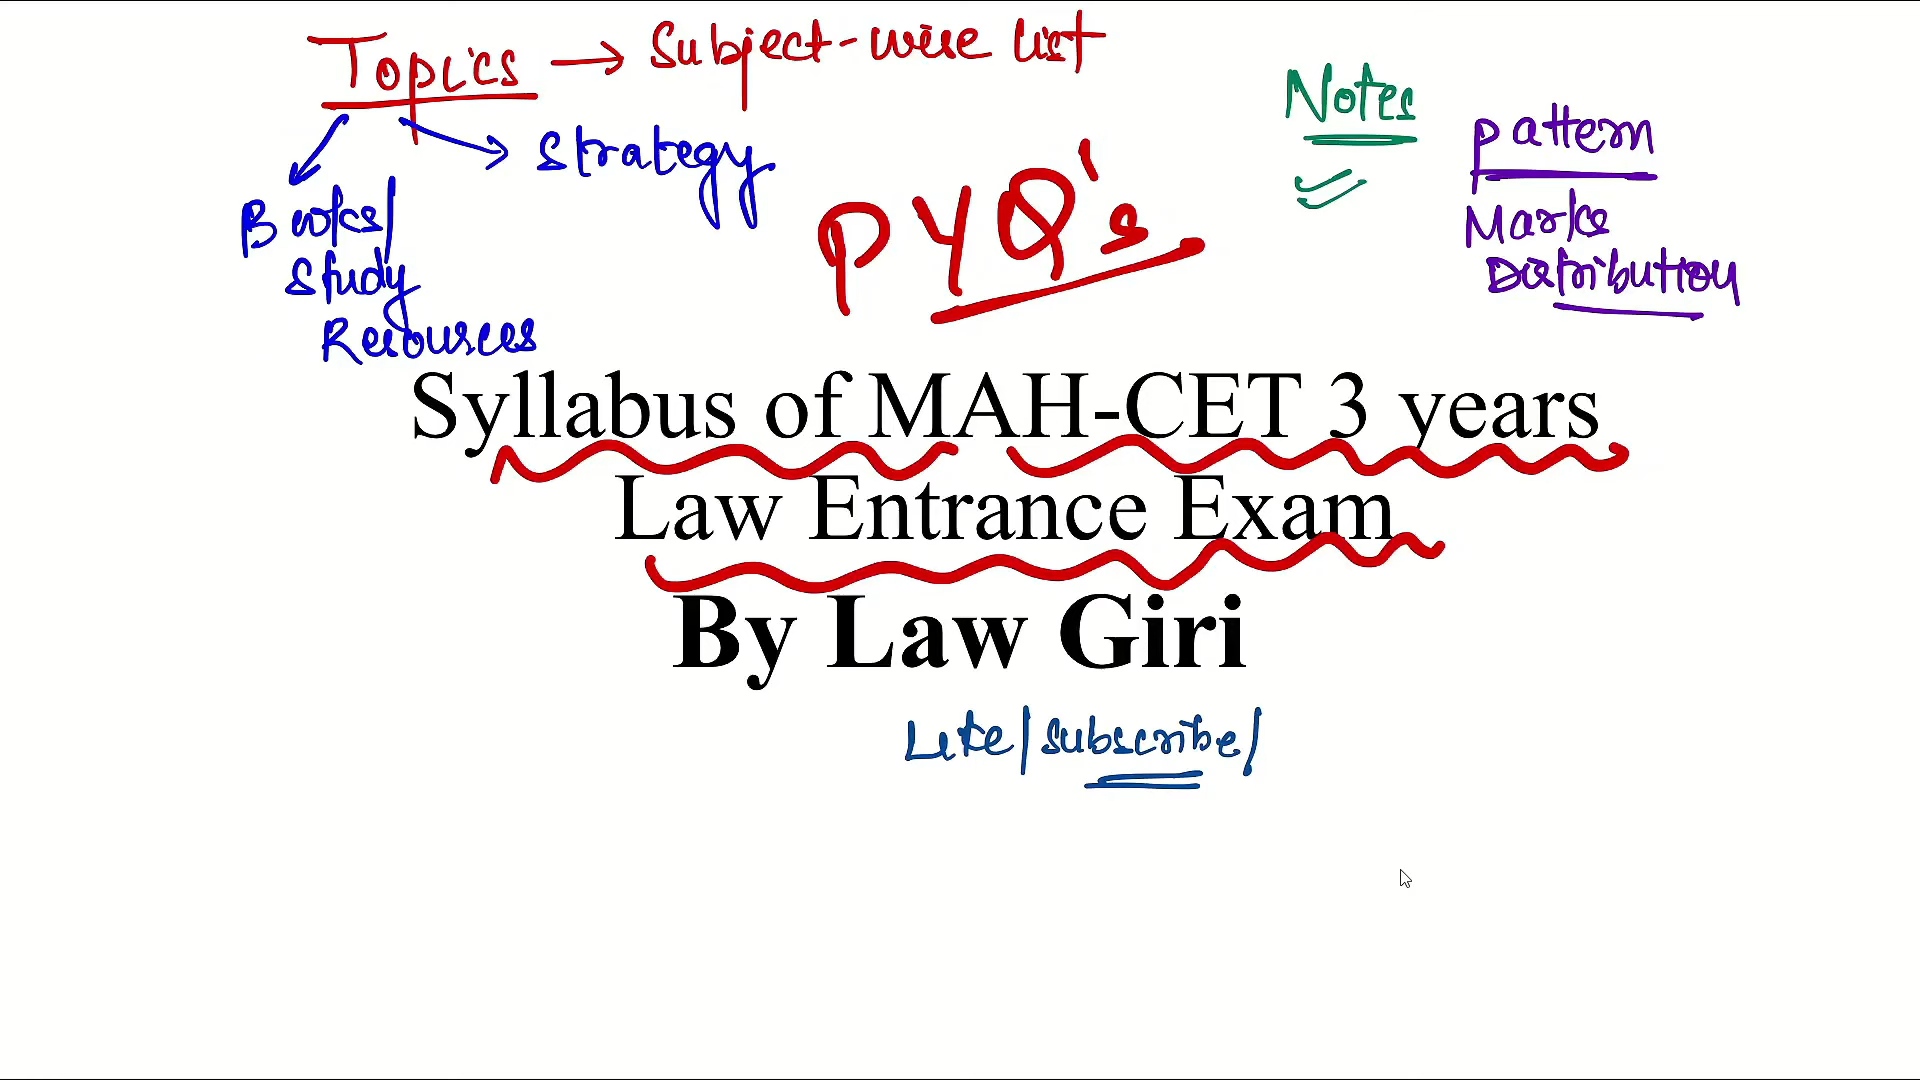 Topics → Subject-wise list
Strategy
Books/
Study
Resources
PYQ's
Notes
pattern
Marks
Distribution
Syllabus of MAH-CET 3 years
Law Entrance Exam
By Law Giri
Like/subscribe/